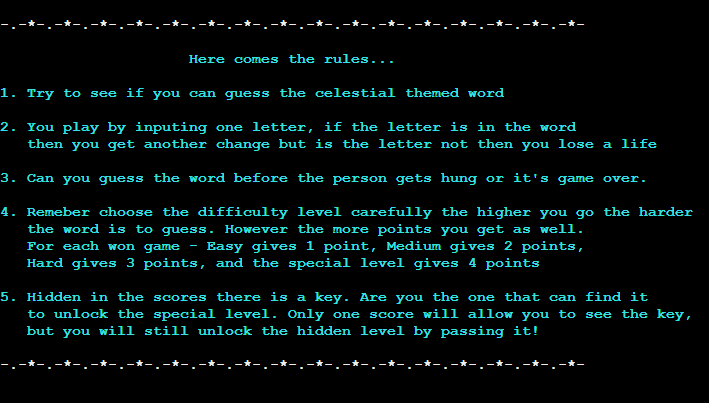 -.-*-.-*-.-*-.-*-.-*-.-*-.-*-.-*-.-*-.-*-.-*-.-*-.-*-.-*-.-*-.-*-
Here comes the rules...
1. Try to see if you can guess the celestial themed word
2. You play by inputing one letter, if the letter is in the word
then you get another change but is the letter not then you lose a life
3. Can you guess the word before the person gets hung or it's game over.
4. Remeber choose the difficulty level carefully the higher you go the harder
the word is to guess. However the more points you get as well.
For each won game - Easy gives 1 point, Medium gives 2 points,
Hard gives 3 points, and the special level gives 4 points
5. Hidden in the scores there is a key. Are you the one that can find it
to unlock the special level. Only one score will allow you to see the key,
but you will still unlock the hidden level by passing it!
-.-*-.-*-.-*-.-*-.-*-.-*-.-*-.-*-.-*-.-*-.-*-.-*-.-*-.-*-.-*-.-*-